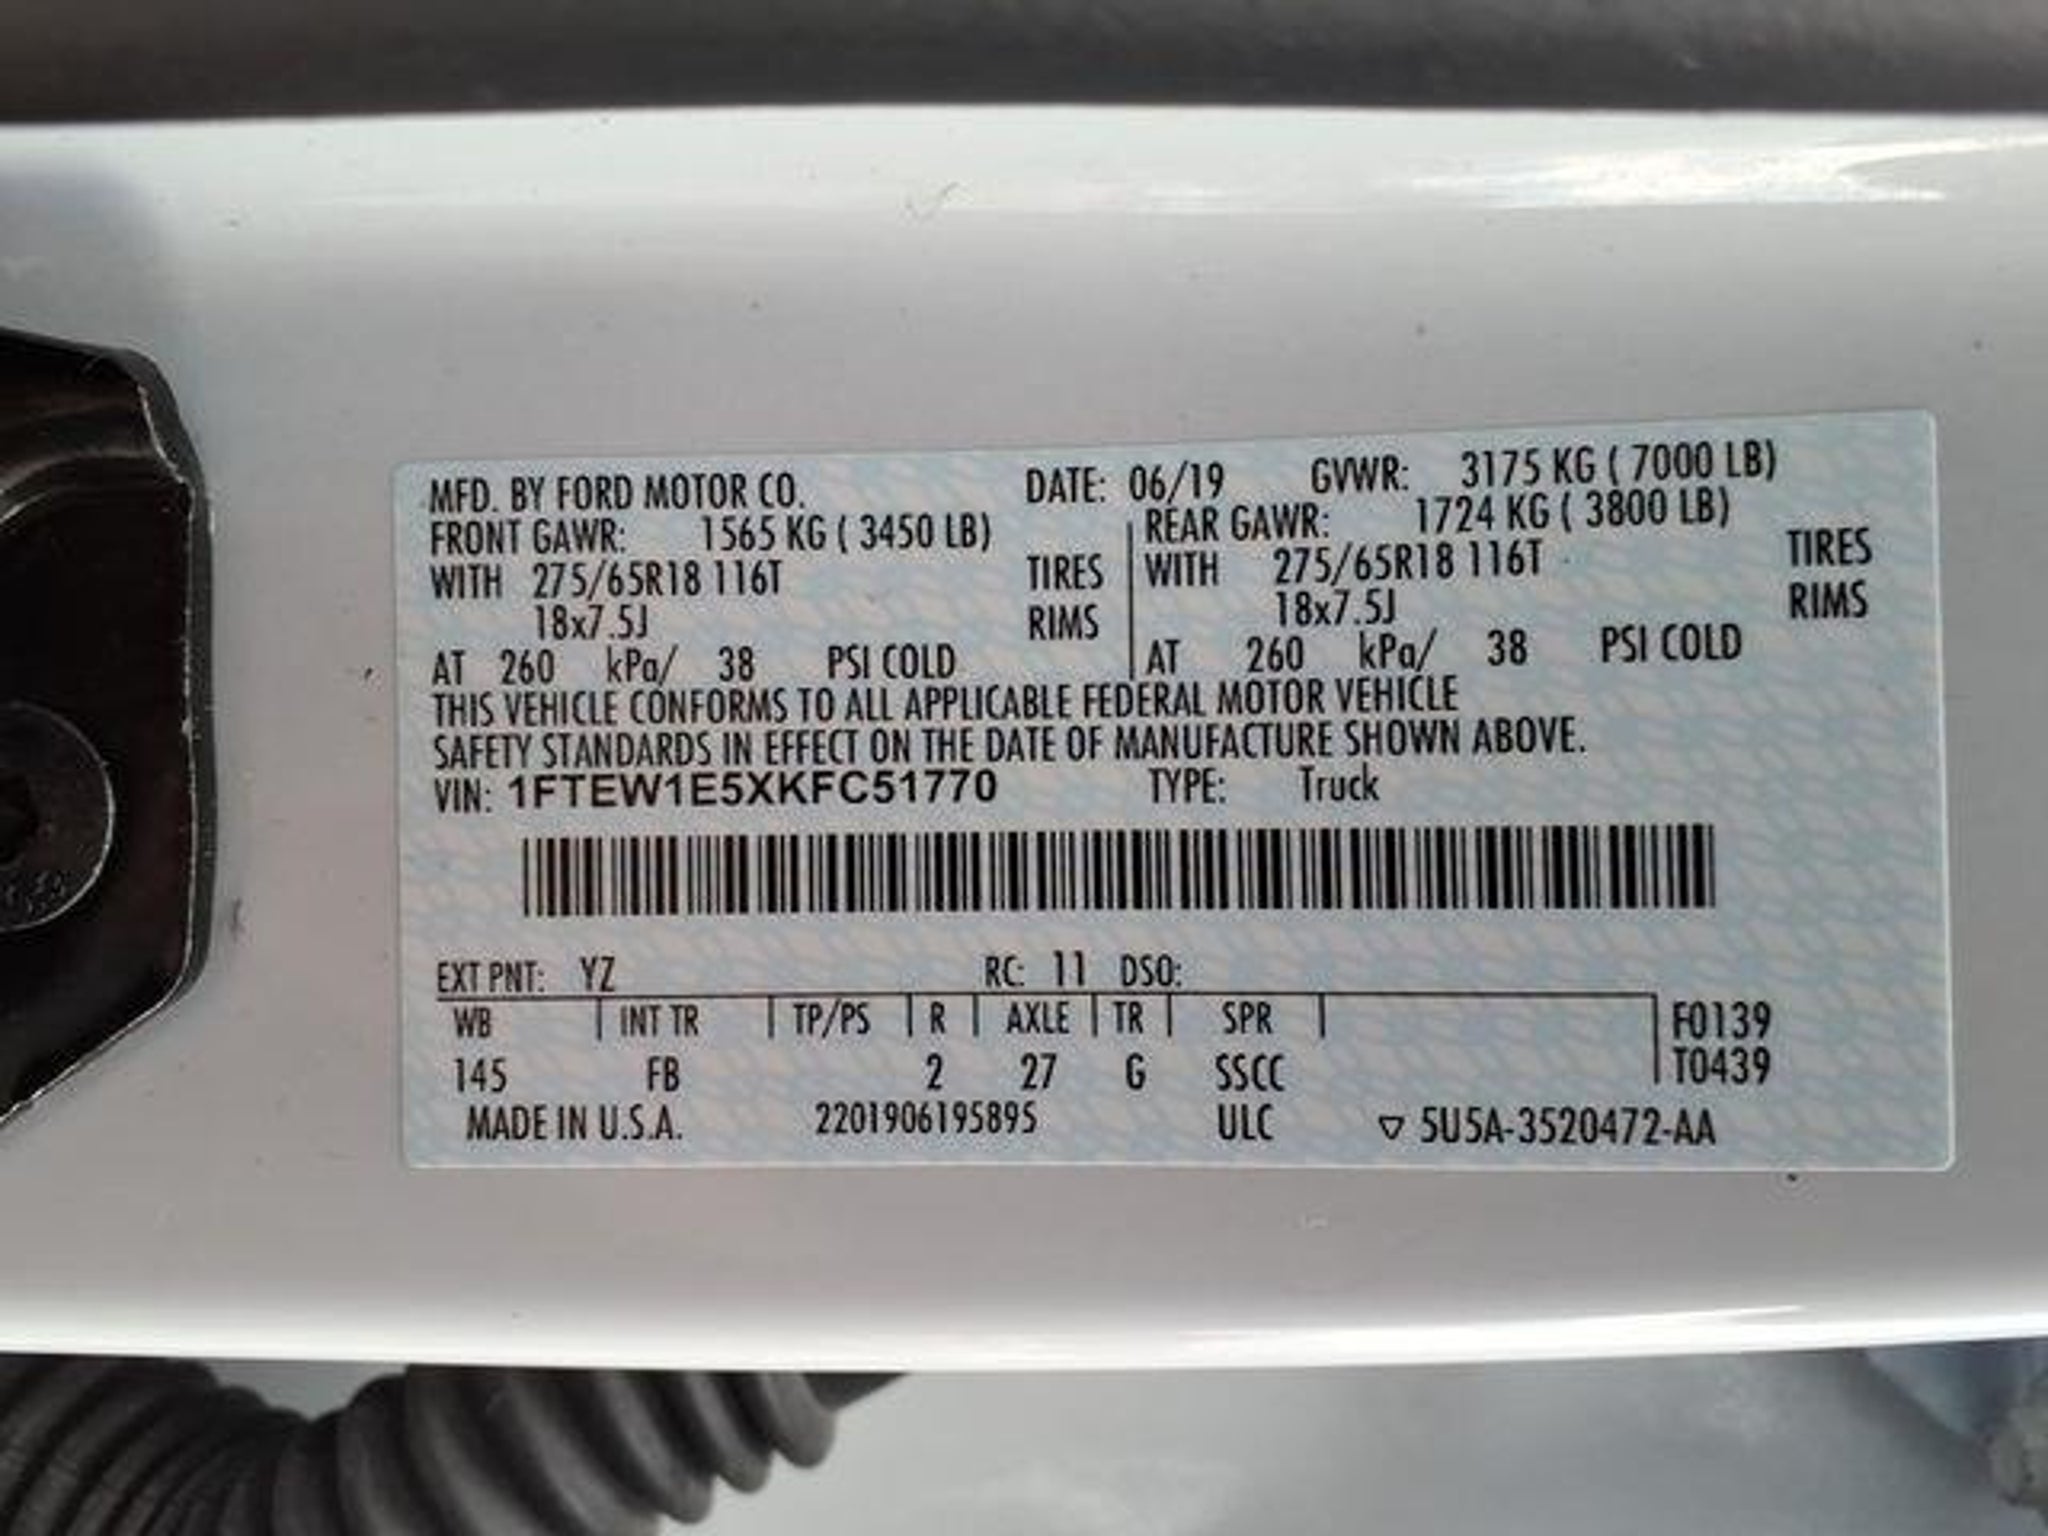 MFD. BY FORD MOTOR CO. DATE: 06/19 GVWR: 3175 KG ( 7000 LB)
FRONT GAWR: 1565 KG ( 3450 LB) REAR GAWR: 1724 KG ( 3800 LB)
WITH 275/65R18 116T TIRES WITH 275/65R18 116T TIRES
18x7.5J RIMS 18x7.5J RIMS
AT 260 kPa/ 38 PSI COLD AT 260 kPa/ 38 PSI COLD
THIS VEHICLE CONFORMS TO ALL APPLICABLE FEDERAL MOTOR VEHICLE
SAFETY STANDARDS IN EFFECT ON THE DATE OF MANUFACTURE SHOWN ABOVE.
VIN: 1FTEW1E5XKFC51770 TYPE: Truck
EXT PNT: YZ RC: 11 DSO:
WB INT TR TP/PS R AXLE TR SPR F0139
145 FB 2 27 G SSCC T0439
MADE IN U.S.A. 2201906195895 ULC ▽ 5U5A-3520472-AA